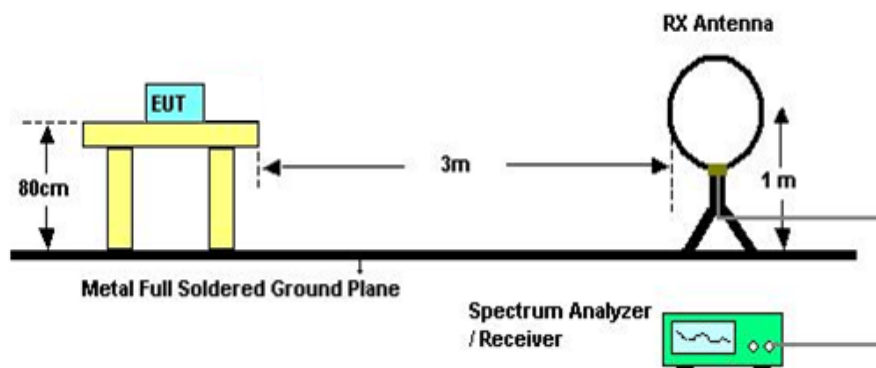 RX Antenna
EUT
3m
80cm
1 m
Metal Full Soldered Ground Plane
Spectrum Analyzer
/ Receiver